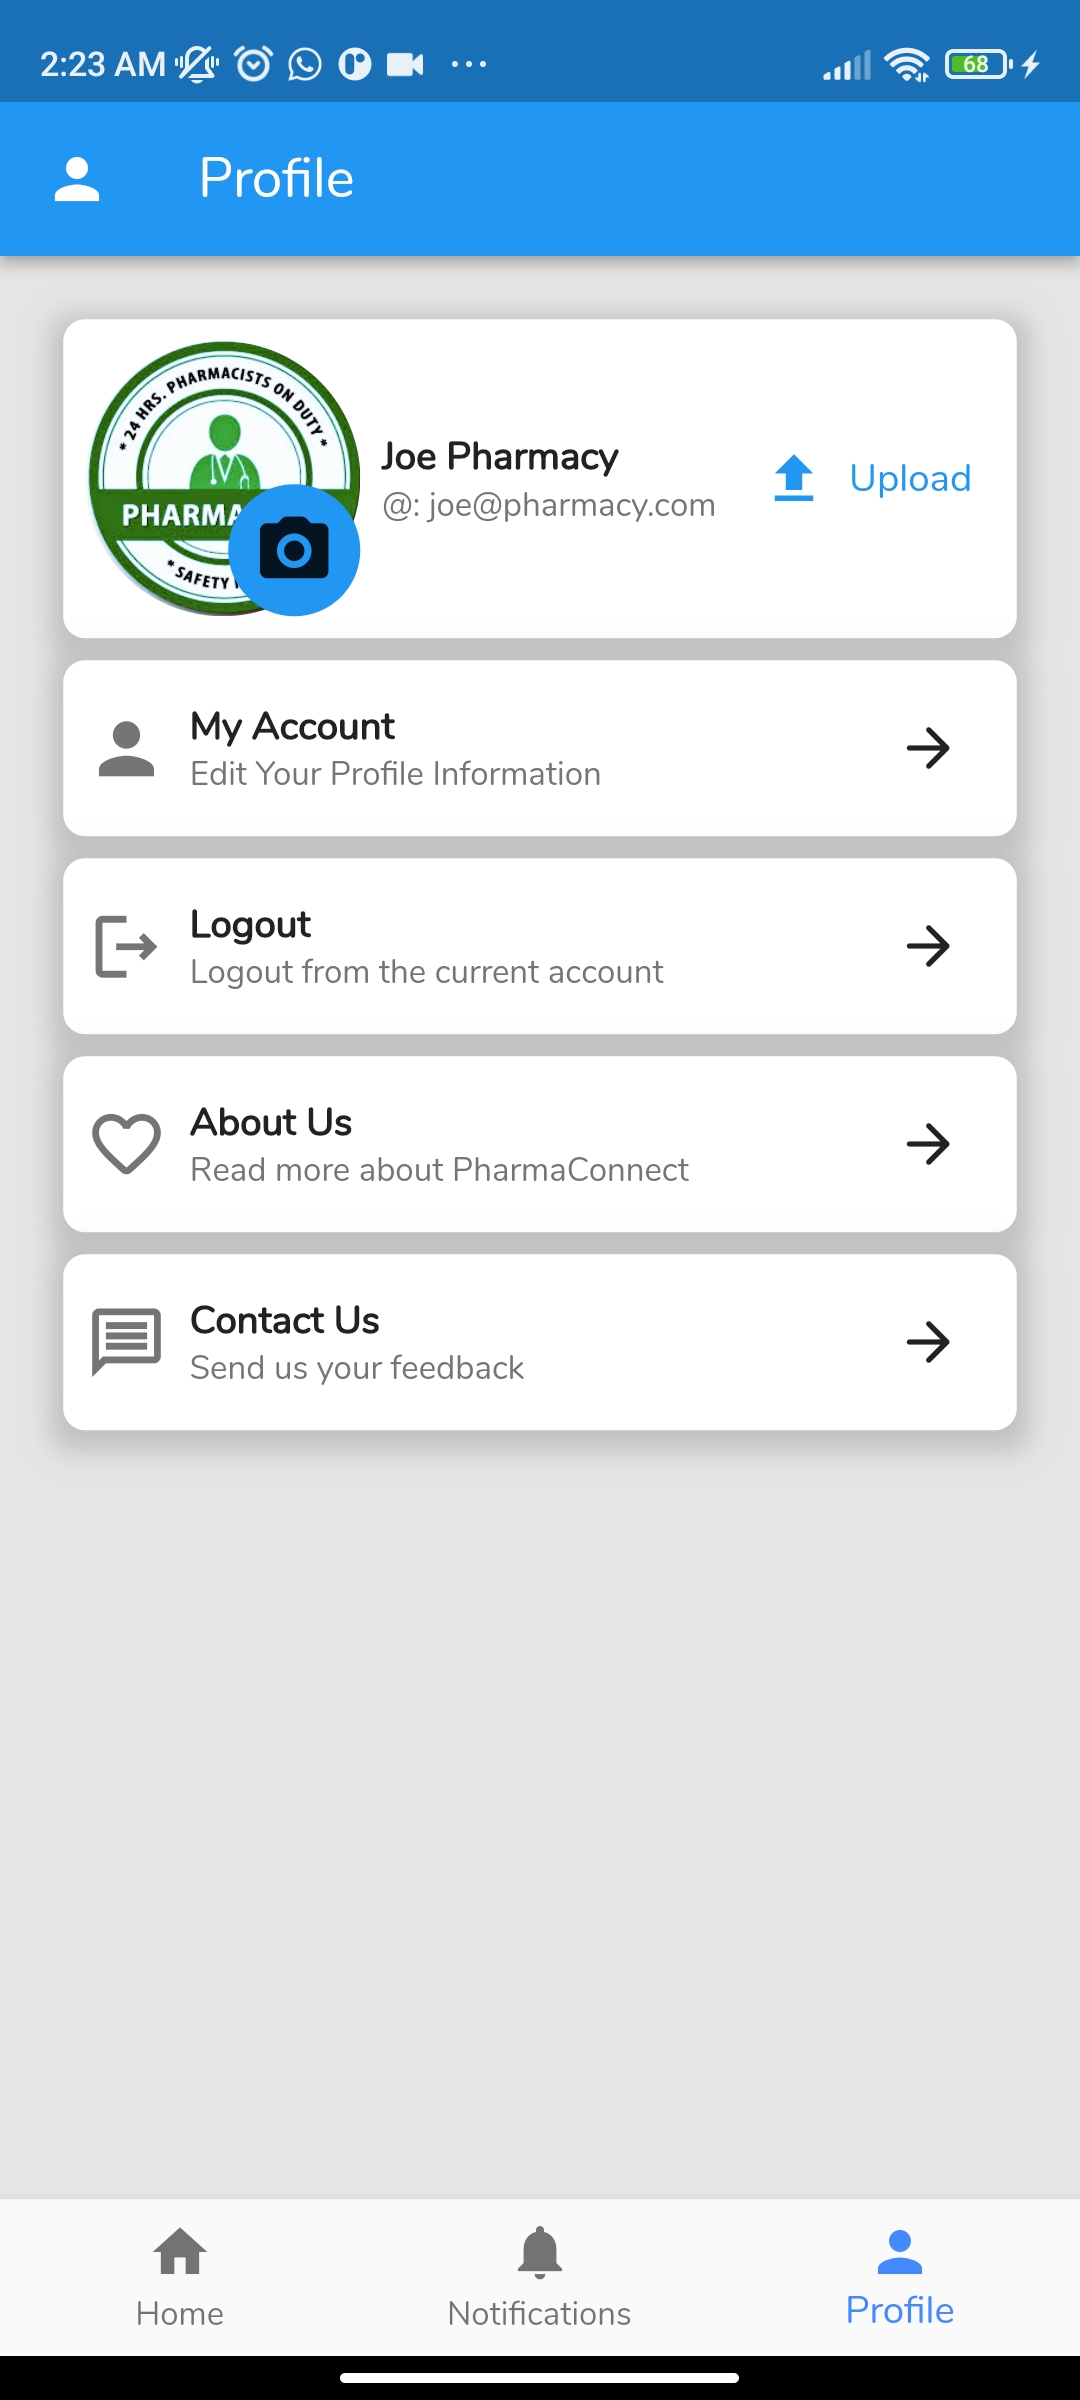 2:23 AM
68
Profile
* 24 HRS. PHARMACISTS ON DUTY *
* SAFETY
Joe Pharmacy
@: joe@pharmacy.com
Upload
My Account
Edit Your Profile Information
Logout
Logout from the current account
About Us
Read more about PharmaConnect
Contact Us
Send us your feedback
Home
Notifications
Profile